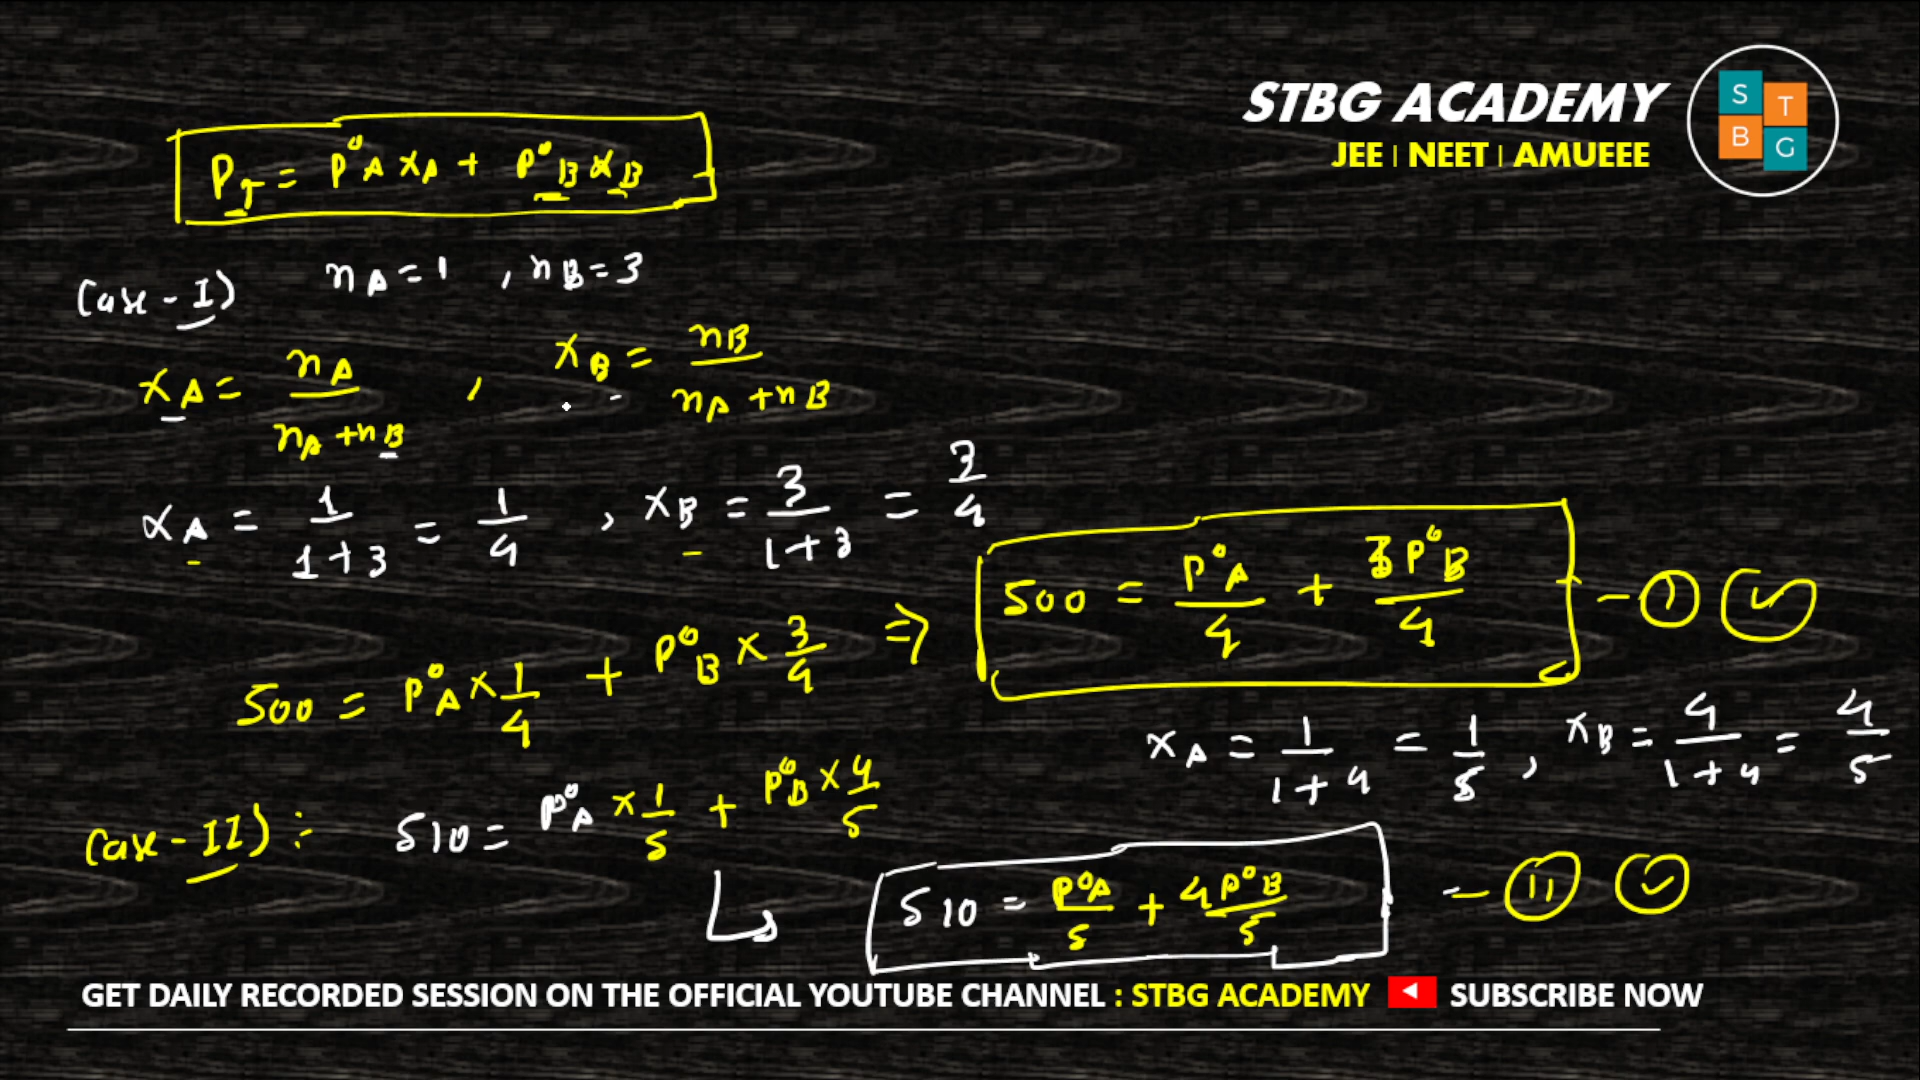 STBG ACADEMY
JEE | NEET | AMUEEE
S T
B G
P_T = P°_A x_A + P°_B x_B
Case - I) n_A = 1 , n_B = 3
x_A = n_A / (n_A + n_B) , x_B = n_B / (n_A + n_B)
x_A = 1/(1+3) = 1/4 , x_B = 3/(1+3) = 3/4
500 = P°_A × 1/4 + P°_B × 3/4 ⇒ 500 = P°_A/4 + 3P°_B/4 - (I)
x_A = 1/(1+4) = 1/5 , x_B = 4/(1+4) = 4/5
Case - II) :- 510 = P°_A × 1/5 + P°_B × 4/5
510 = P°_A/5 + 4P°_B/5 - (II)
GET DAILY RECORDED SESSION ON THE OFFICIAL YOUTUBE CHANNEL : STBG ACADEMY SUBSCRIBE NOW